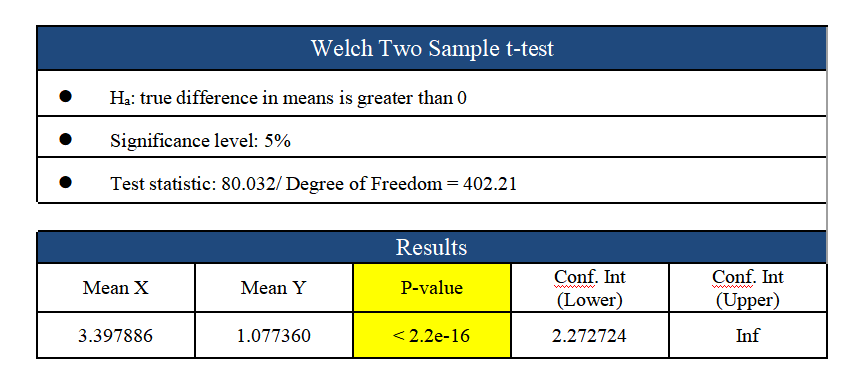 Welch Two Sample t-test
● Hₐ: true difference in means is greater than 0
● Significance level: 5%
● Test statistic: 80.032/ Degree of Freedom = 402.21
Results
Mean X Mean Y P-value Conf. Int (Lower) Conf. Int (Upper)
3.397886 1.077360 < 2.2e-16 2.272724 Inf